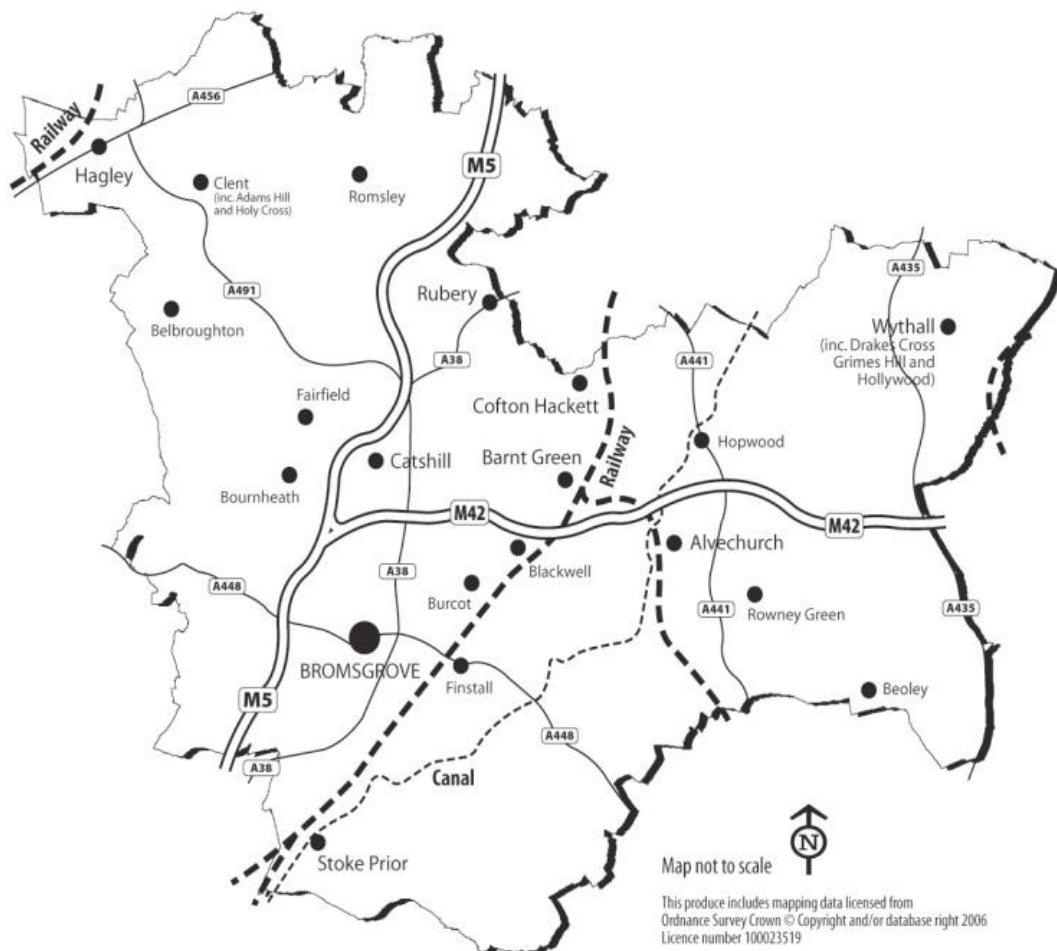 A456
Railway
M5
Hagley
Clent
(inc. Adams Hill
and Holy Cross)
Romsley
A435
A491
Rubery
Belbroughton
Wythall
(inc. Drakes Cross
Grimes Hill and
Hollywood)
A38
A441
Cofton Hackett
Fairfield
Railway
Hopwood
Catshill
Barnt Green
Bournheath
M42
M42
Alvechurch
Blackwell
A38
A448
Burcot
Rowney Green
A441
A435
BROMSGROVE
Finstall
Beoley
M5
A448
A38
Canal
Stoke Prior
N
Map not to scale
This produce includes mapping data licensed from
Ordnance Survey Crown © Copyright and/or database right 2006
Licence number 100023519